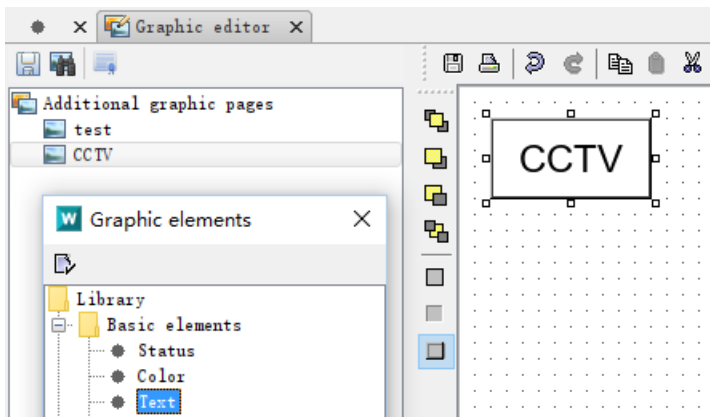 Graphic editor
Additional graphic pages
test
CCTV
CCTV
W Graphic elements
Library
Basic elements
Status
Color
Text